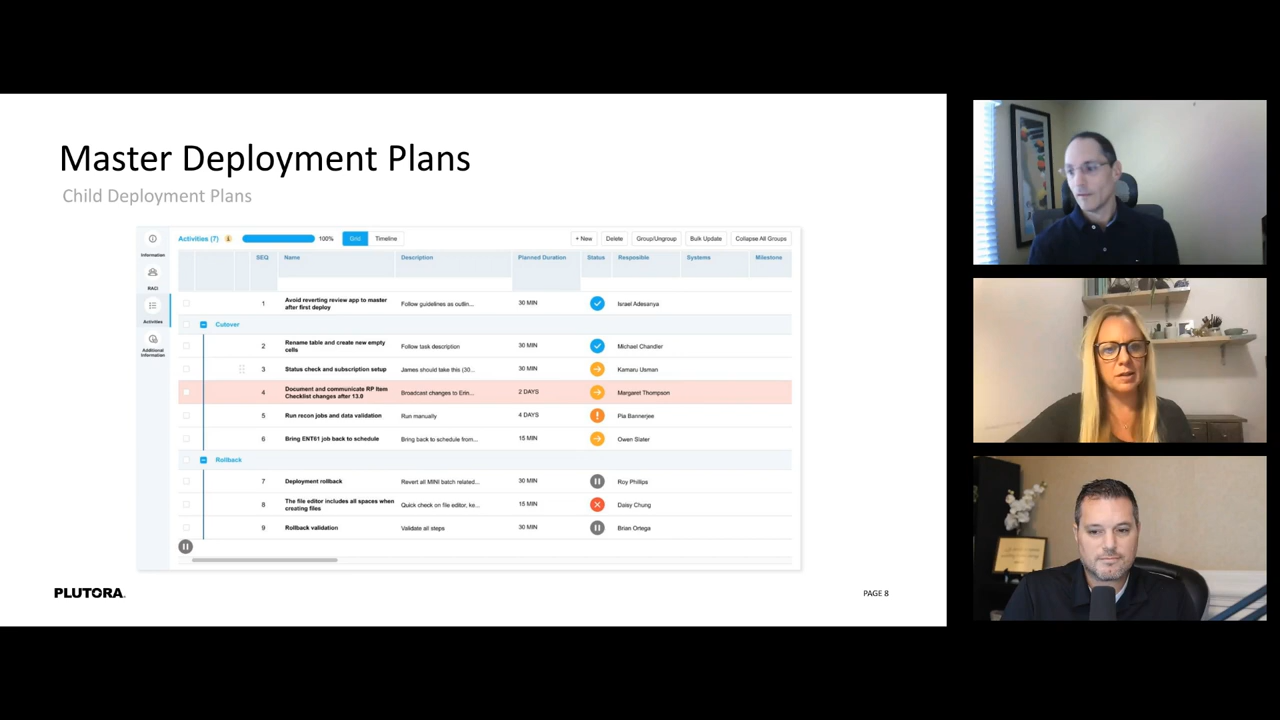 Master Deployment Plans
Child Deployment Plans
Information
RACI
Activities
Additional
Information
Activities (7) 100% Grid Timeline + New Delete Group/Ungroup Bulk Update Collapse All Groups
SEQ Name Description Planned Duration Status Resposible Systems Milestone
1 Avoid reverting review app to master
after first deploy Follow guidelines as outlin... 30 MIN Israel Adesanya
Cutover
2 Rename table and create new empty
cells Follow task description 30 MIN Michael Chandler
3 Status check and subscription setup James should take this (30... 30 MIN Kamaru Usman
4 Document and communicate RP Item
Checklist changes after 13.0 Broadcast changes to Erin... 2 DAYS Margaret Thompson
5 Run recon jobs and data validation Run manually 4 DAYS Pia Bannerjee
6 Bring ENT61 job back to schedule Bring back to schedule from... 15 MIN Owen Slater
Rollback
7 Deployment rollback Revert all MINI batch related... 30 MIN Roy Phillips
8 The file editor includes all spaces when
creating files Quick check on file editor, ke... 15 MIN Daisy Chung
9 Rollback validation Validate all steps 30 MIN Brian Ortega
PLUTORA
PAGE 8